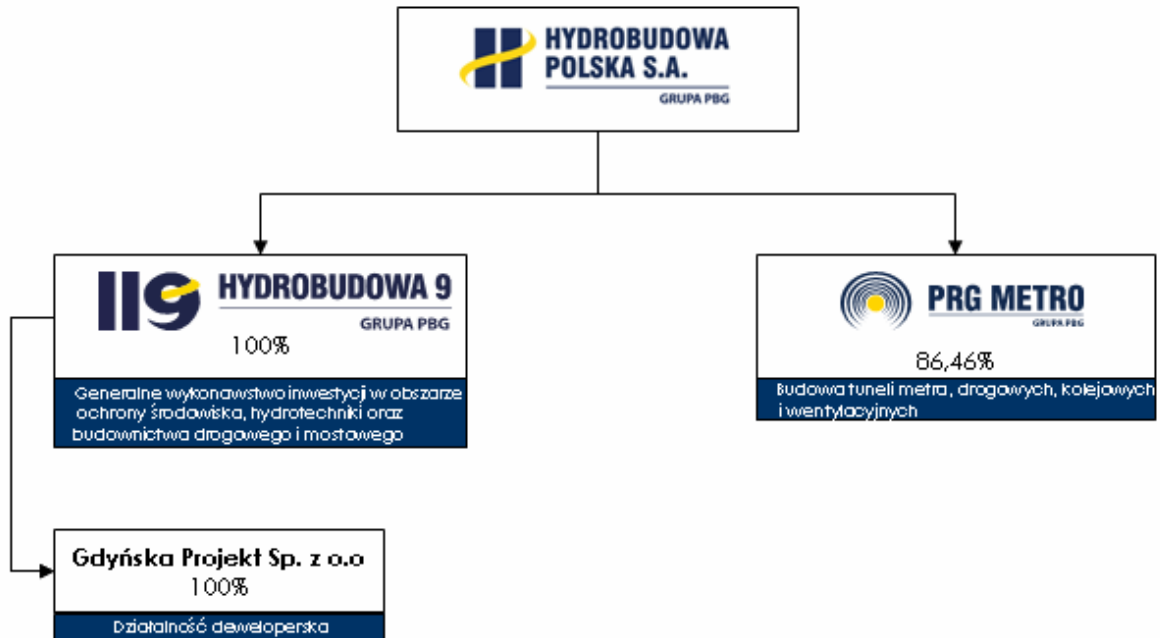 HYDROBUDOWA
POLSKA S.A.
GRUPA PBG
H9 HYDROBUDOWA 9
GRUPA PBG
100%
Generalne wykonawstwo inwestycji w obszarze
ochrony środowiska, hydrotechniki oraz
budownictwa drogowego i mostowego
PRG METRO
GRUPA PBG
86,46%
Budowa tuneli metra, drogowych, kolejowych
i wentylacyjnych
Gdyńska Projekt Sp. z o.o
100%
Działalność deweloperska